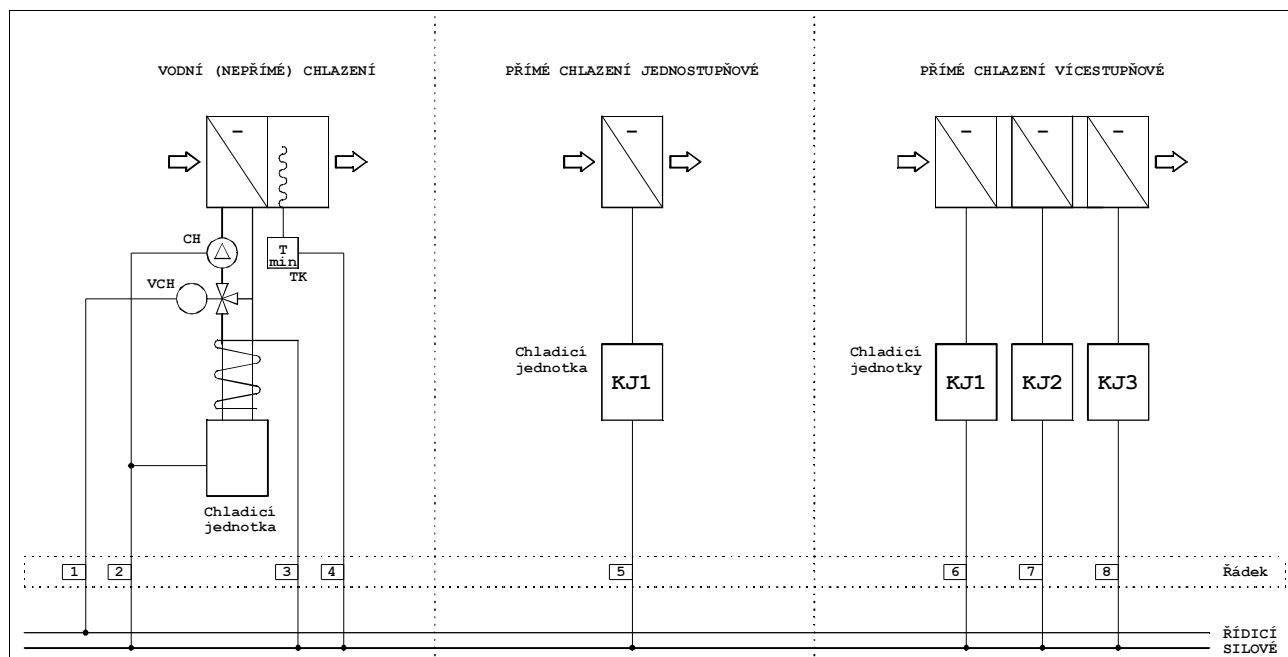 VODNÍ (NEPŘÍMÉ) CHLAZENÍ
PŘÍMÉ CHLAZENÍ JEDNOSTUPŇOVÉ
PŘÍMÉ CHLAZENÍ VÍCESTUPŇOVÉ
CH
T
min
TK
VCH
Chladicí
jednotka
KJ1
Chladicí
jednotky
KJ1
KJ2
KJ3
Chladicí
jednotka
1
2
3
4
5
6
7
8
Řádek
ŘÍDICÍ
SILOVÉ